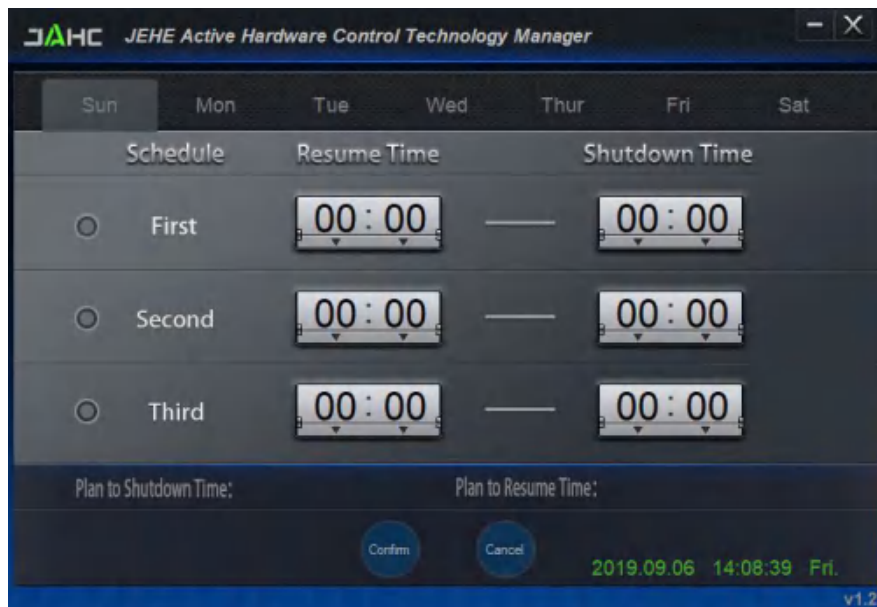 JAHC JEHE Active Hardware Control Technology Manager
Sun Mon Tue Wed Thur Fri Sat
Schedule Resume Time Shutdown Time
First 00:00 00:00
Second 00:00 00:00
Third 00:00 00:00
Plan to Shutdown Time: Plan to Resume Time:
Confirm Cancel
2019.09.06 14:08:39 Fri.
v1.2